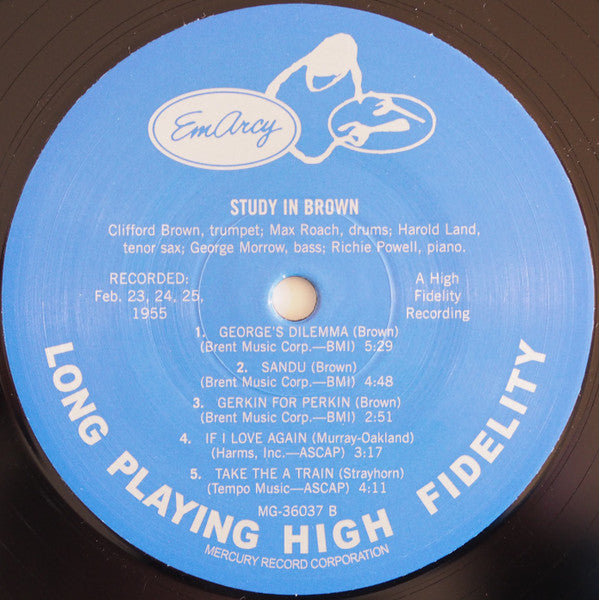 EmArcy
STUDY IN BROWN
Clifford Brown, trumpet; Max Roach, drums; Harold Land,
tenor sax; George Morrow, bass; Richie Powell, piano.
RECORDED:
Feb. 23, 24, 25,
1955
A High
Fidelity
Recording
1. GEORGE'S DILEMMA (Brown)
(Brent Music Corp.—BMI) 5:29
2. SANDU (Brown)
(Brent Music Corp.—BMI) 4:48
3. GERKIN FOR PERKIN (Brown)
(Brent Music Corp.—BMI) 2:51
4. IF I LOVE AGAIN (Murray-Oakland)
(Harms, Inc.—ASCAP) 3:17
5. TAKE THE A TRAIN (Strayhorn)
(Tempo Music—ASCAP) 4:11
MG-36037 B
LONG PLAYING HIGH FIDELITY
MERCURY RECORD CORPORATION